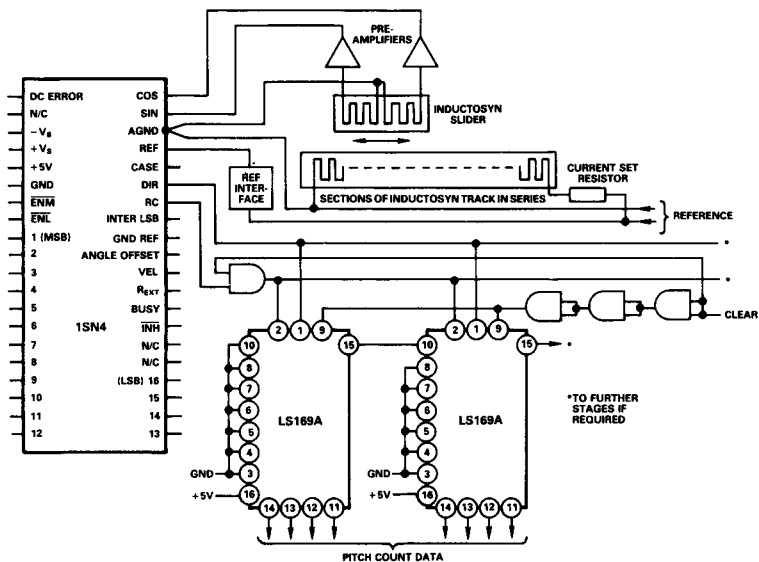 PRE-
AMPLIFIERS
DC ERROR COS
N/C SIN
-Vs AGND
+Vs REF
+5V CASE
GND DIR
ENM RC
ENL INTER LSB
1 (MSB) GND REF
2 ANGLE OFFSET
3 VEL
4 REXT
5 BUSY
6 1SN4 INH
7 N/C
8 N/C
9 (LSB) 16
10 15
11 14
12 13
INDUCTOSYN
SLIDER
REF
INTER-
FACE
SECTIONS OF INDUCTOSYN TRACK IN SERIES
CURRENT SET
RESISTOR
REFERENCE
*
*
CLEAR
2 1 9
10 15
8
7
6
5
4
GND 3
+5V 16
LS169A
14 13 12 11
2 1 9
10 15 *
8
7
6
5
4
GND 3
+5V 16
LS169A
14 13 12 11
*TO FURTHER
STAGES IF
REQUIRED
PITCH COUNT DATA